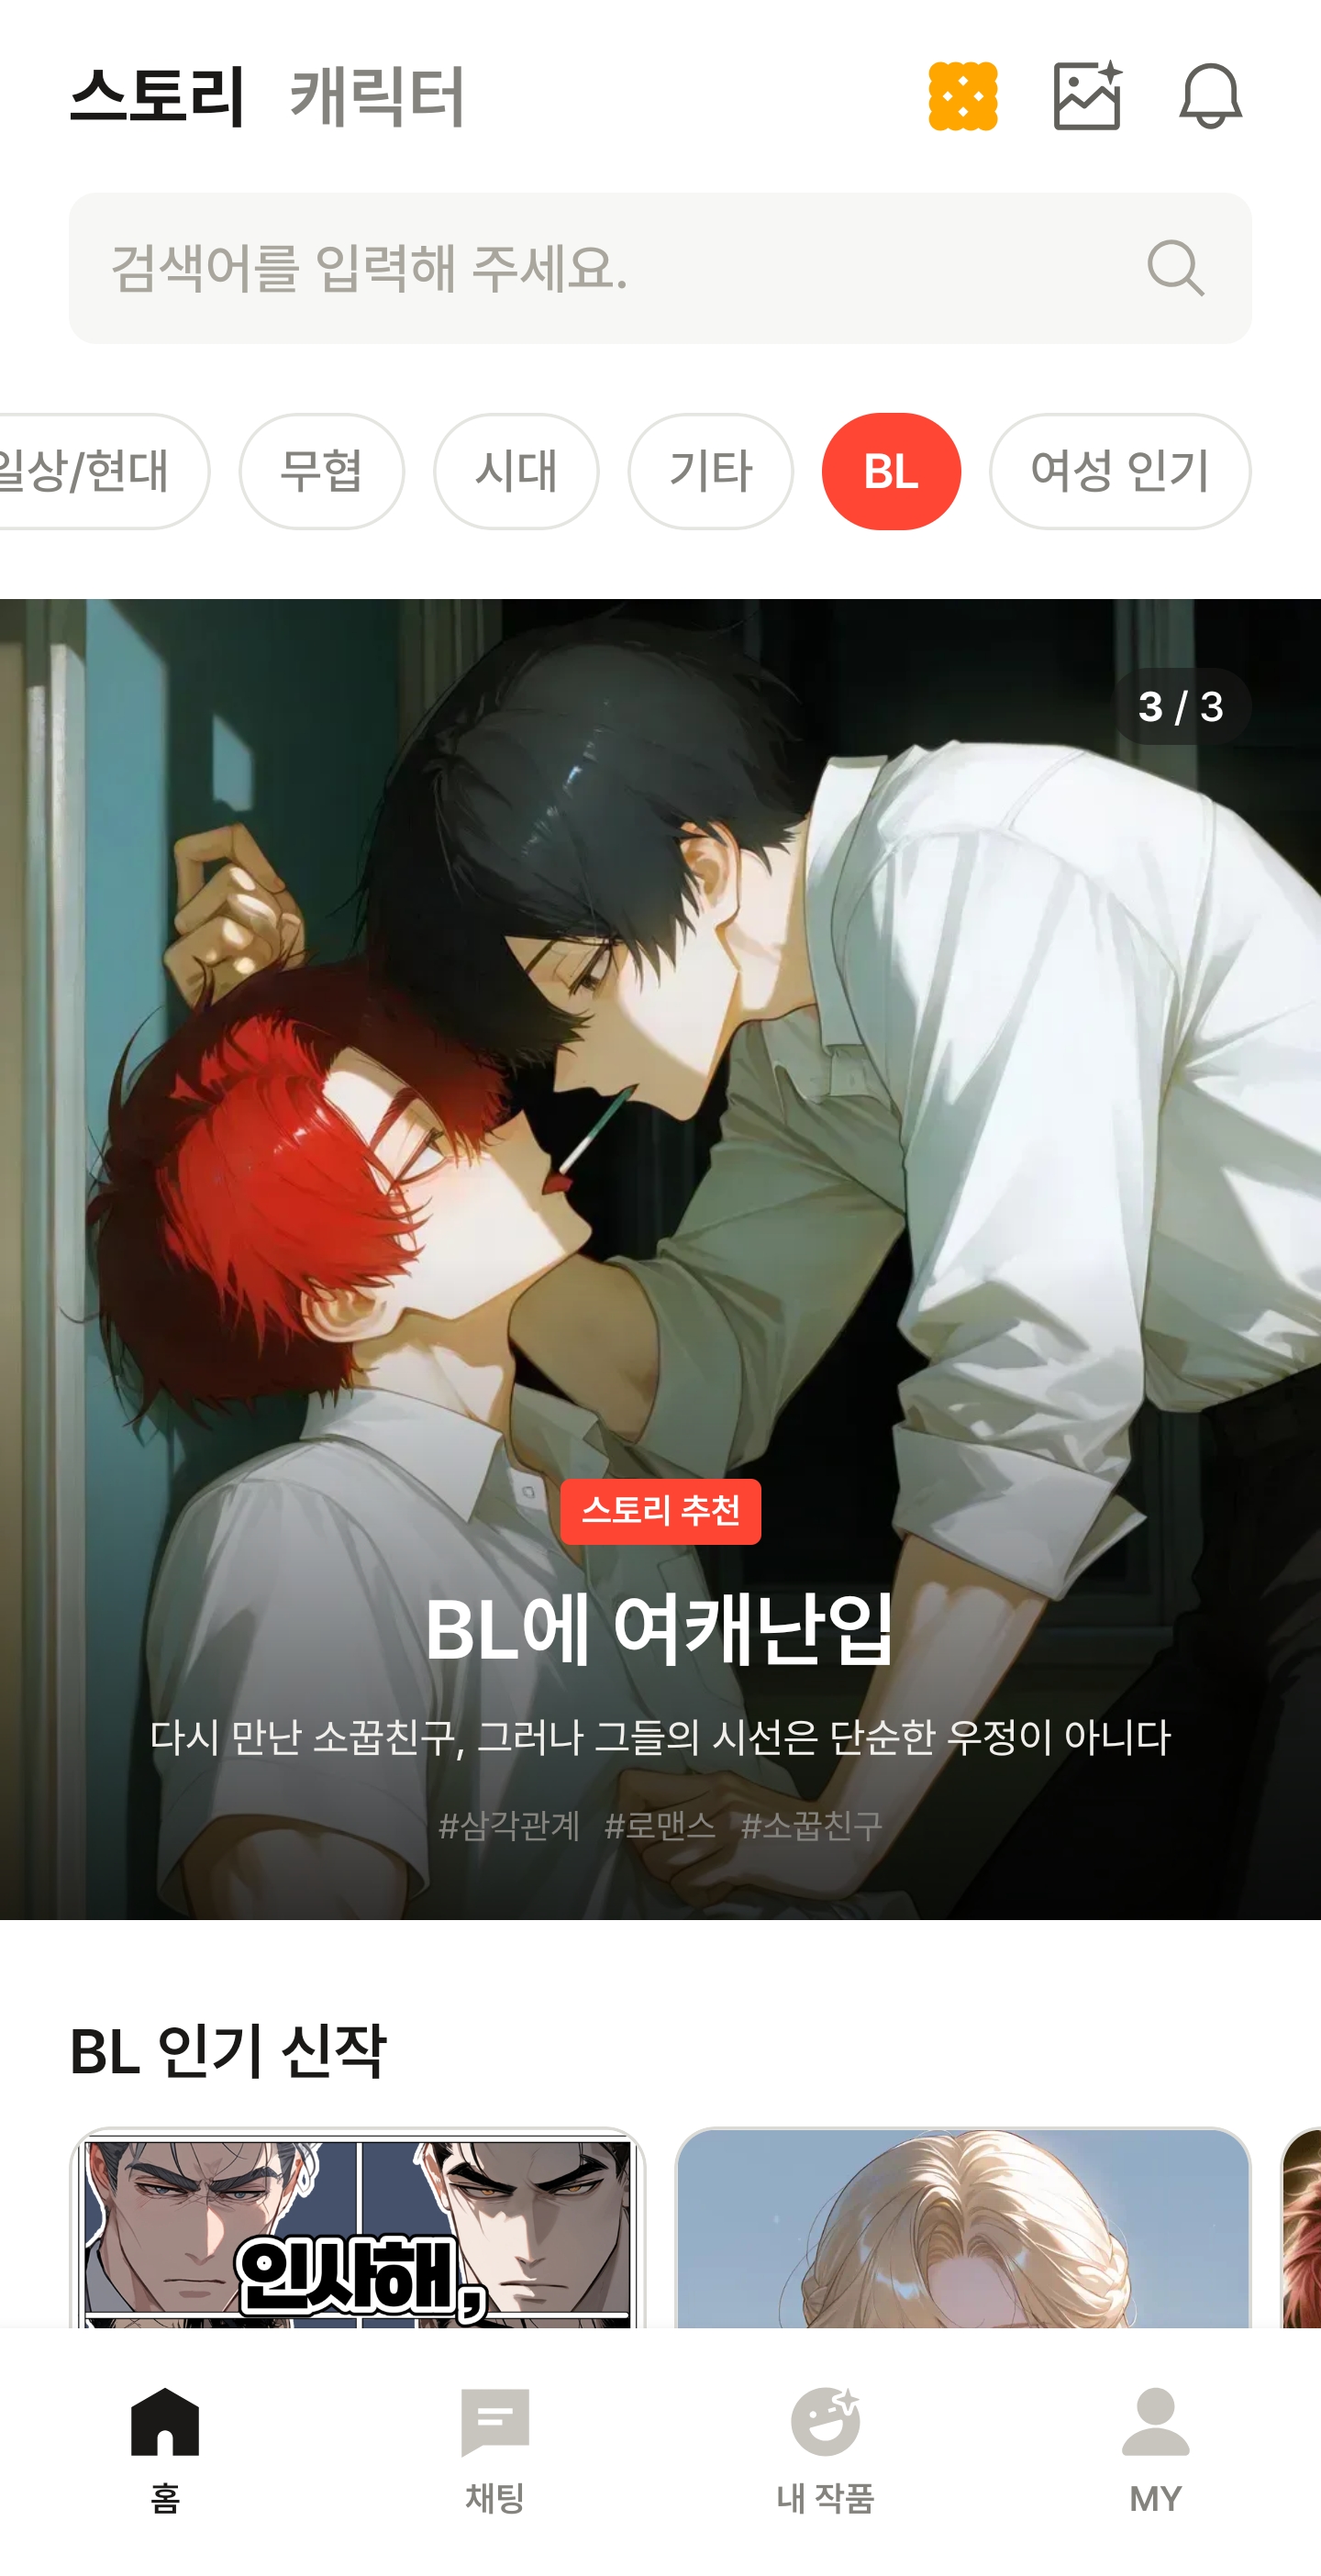 스토리 캐릭터
검색어를 입력해 주세요.
일상/현대 무협 시대 기타 BL 여성 인기
3 / 3
스토리 추천
BL에 여캐난입
다시 만난 소꿉친구, 그러나 그들의 시선은 단순한 우정이 아니다
#삼각관계 #로맨스 #소꿉친구
BL 인기 신작
인사해,
홈 채팅 내 작품 MY